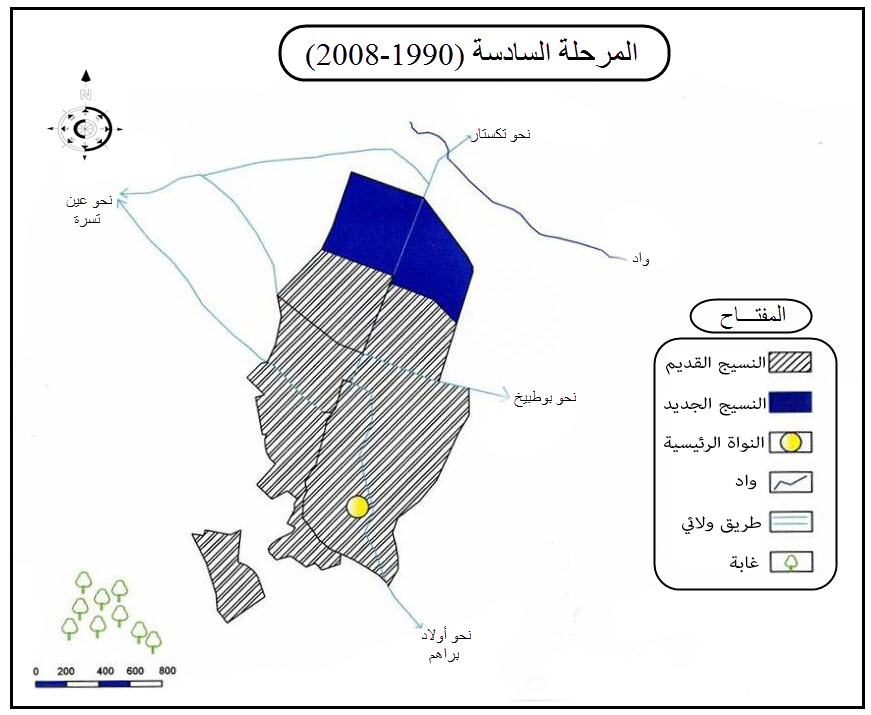 المرحلة السادسة (1990-2008)
N
نحو تكستار
نحو عين
تسرة
واد
المفتـــاح
النسيج القديم
النسيج الجديد
نحو بوطبيخ
النواة الرئيسية
واد
طريق ولائي
غابة
نحو أولاد
براهم
0 200 400 600 800